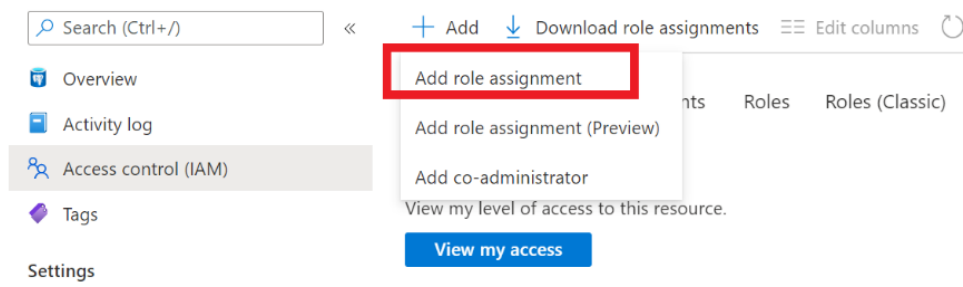 Search (Ctrl+/)
«
Add
Download role assignments
Edit columns
Overview
Activity log
Access control (IAM)
Tags
Settings
Add role assignment
Add role assignment (Preview)
Add co-administrator
Roles
Roles (Classic)
View my level of access to this resource.
View my access